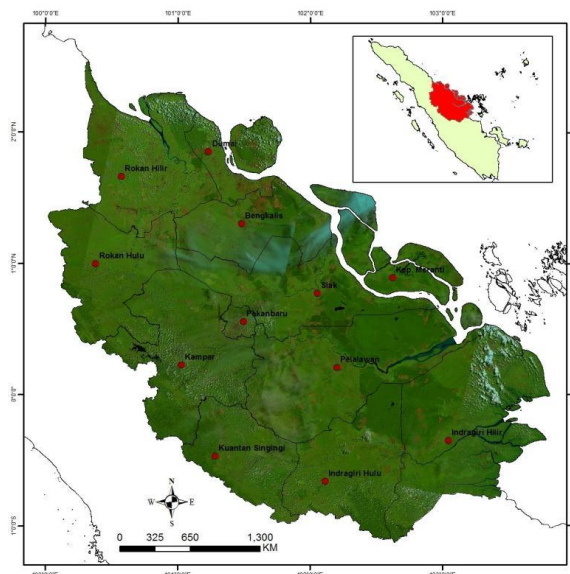 100°0'0"E 101°0'0"E 102°0'0"E 103°0'0"E
2°0'0"N
1°0'0"N
0°0'0"
1°0'0"S
Dumai
Rokan Hilir
Bengkalis
Rokan Hulu
Kep. Meranti
Siak
Pekanbaru
Kampar
Pelalawan
Indragiri Hilir
Kuantan Singingi
Indragiri Hulu
N
W E
S
0 325 650 1,300
KM